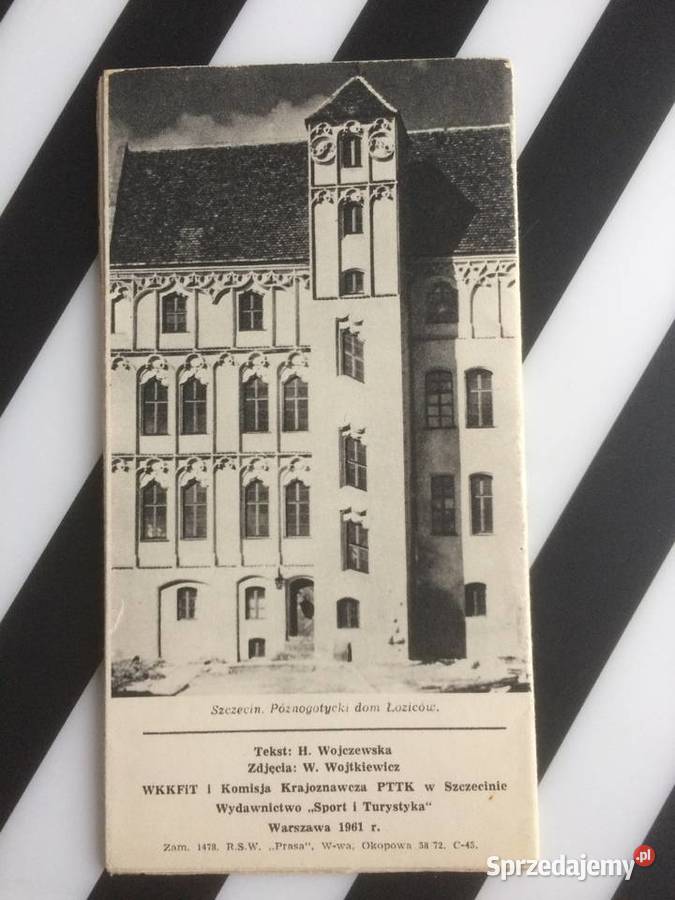 Szczecin. Późnogotycki dom Łoziców.
Tekst: H. Wojczewska
Zdjęcia: W. Wojtkiewicz
WKKFiT i Komisja Krajoznawcza PTTK w Szczecinie
Wydawnictwo „Sport i Turystyka"
Warszawa 1961 r.
Zam. 1478. R.S.W. „Prasa", W-wa, Okopowa 58/72. C-45.
Sprzedajemy.pl